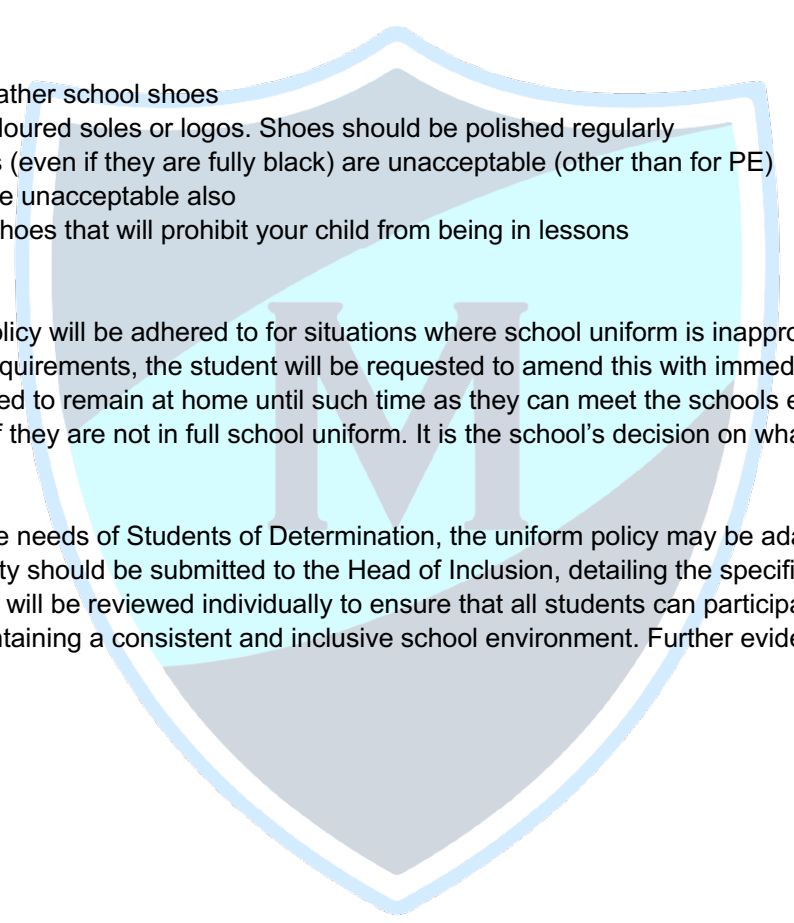 ather school shoes
loured soles or logos. Shoes should be polished regularly
s (even if they are fully black) are unacceptable (other than for PE)
e unacceptable also
hoes that will prohibit your child from being in lessons
olicy will be adhered to for situations where school uniform is inappro
quirements, the student will be requested to amend this with immed
ed to remain at home until such time as they can meet the schools e
f they are not in full school uniform. It is the school’s decision on wha
e needs of Students of Determination, the uniform policy may be ada
ty should be submitted to the Head of Inclusion, detailing the specifi
will be reviewed individually to ensure that all students can participa
ntaining a consistent and inclusive school environment. Further evide
M